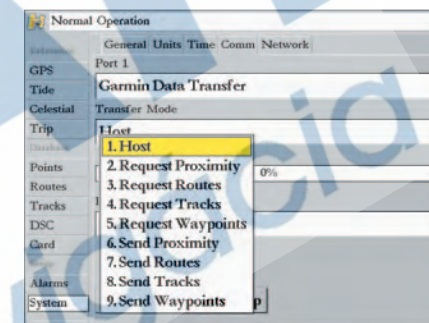 Normal Operation
General Units Time Comm Network
Reference
GPS
Port 1
Tide
Garmin Data Transfer
Celestial
Transfer Mode
Trip
Host
Database
1. Host
Points
2. Request Proximity
0%
Routes
3. Request Routes
Tracks
4. Request Tracks
DSC
5. Request Waypoints
Card
6. Send Proximity
7. Send Routes
Alarms
8. Send Tracks
System
9. Send Waypoints